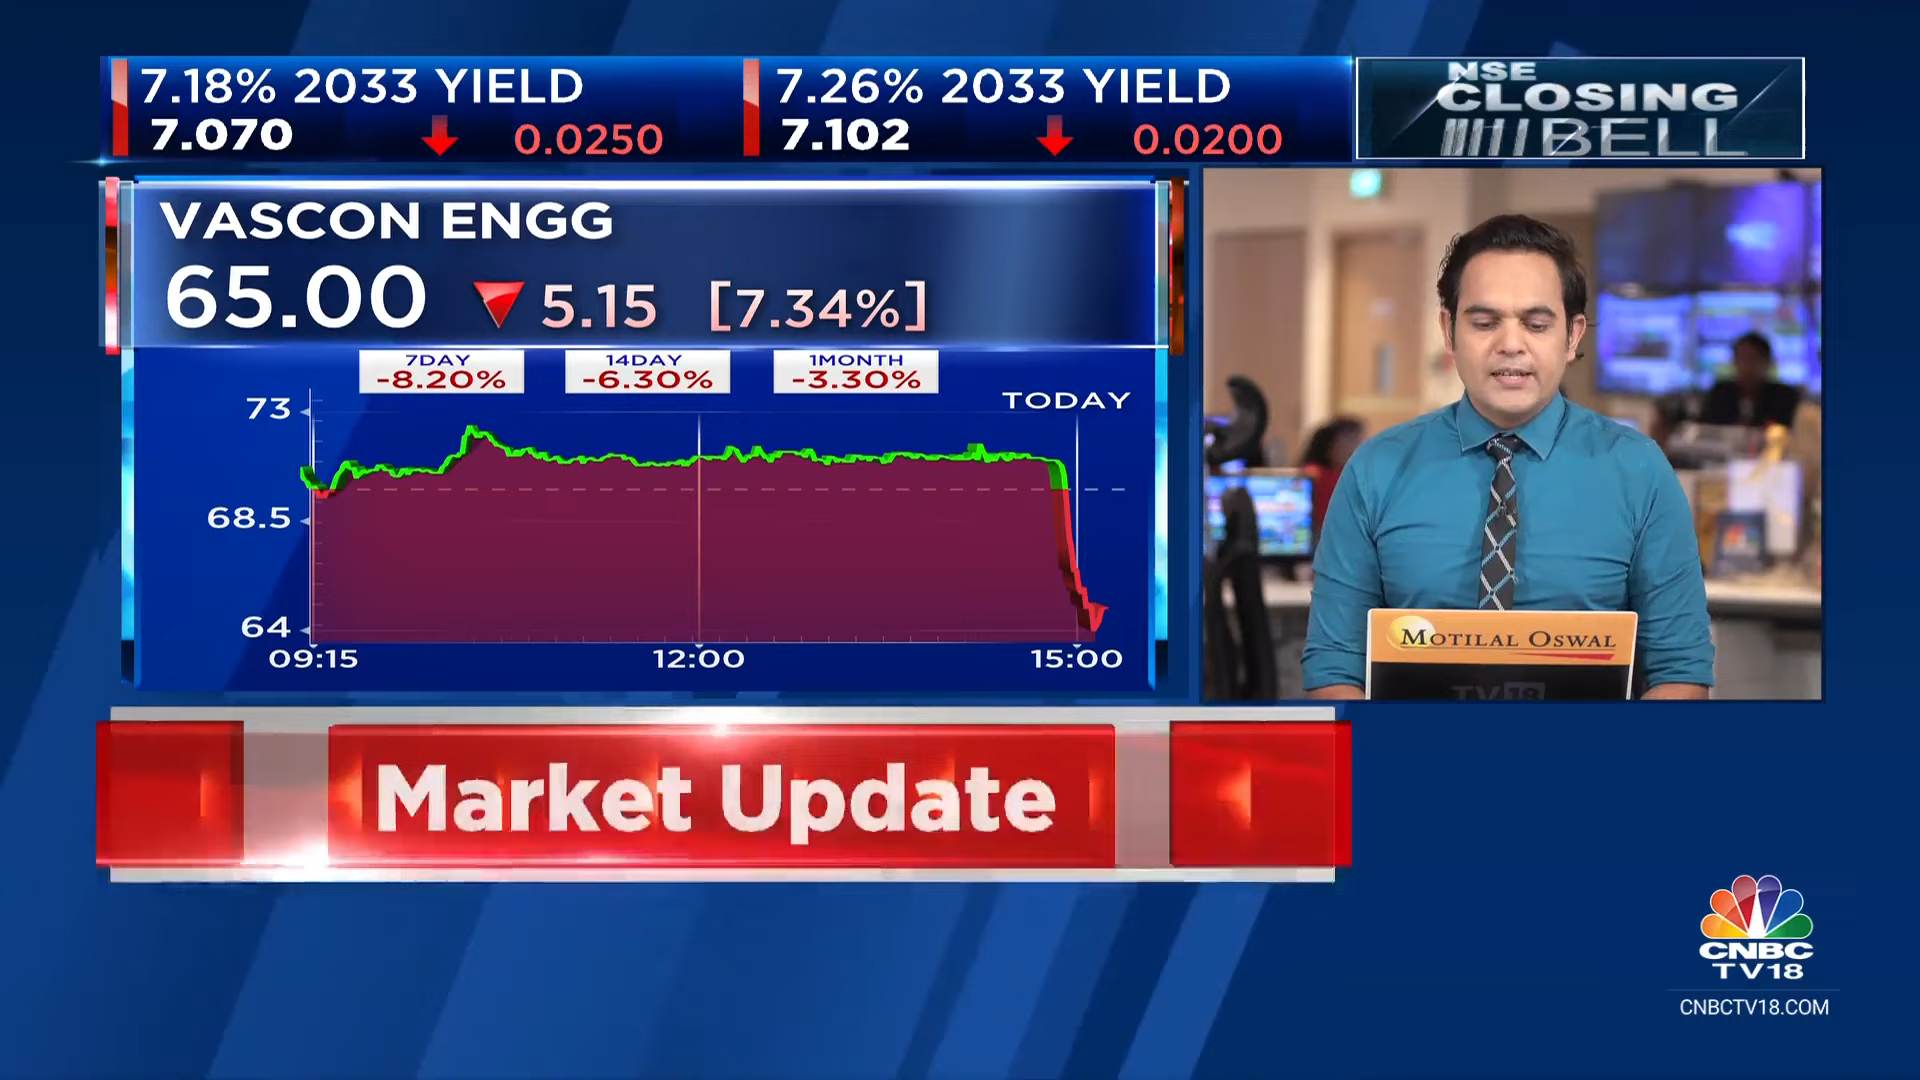 7.18% 2033 YIELD
7.070 0.0250
7.26% 2033 YIELD
7.102 0.0200
NSE
CLOSING
BELL
VASCON ENGG
65.00 5.15 [7.34%]
7DAY
-8.20%
14DAY
-6.30%
1MONTH
-3.30%
TODAY
73
68.5
64
09:15 12:00 15:00
MOTILAL OSWAL
TV18
Market Update
CNBC
TV18
CNBCTV18.COM